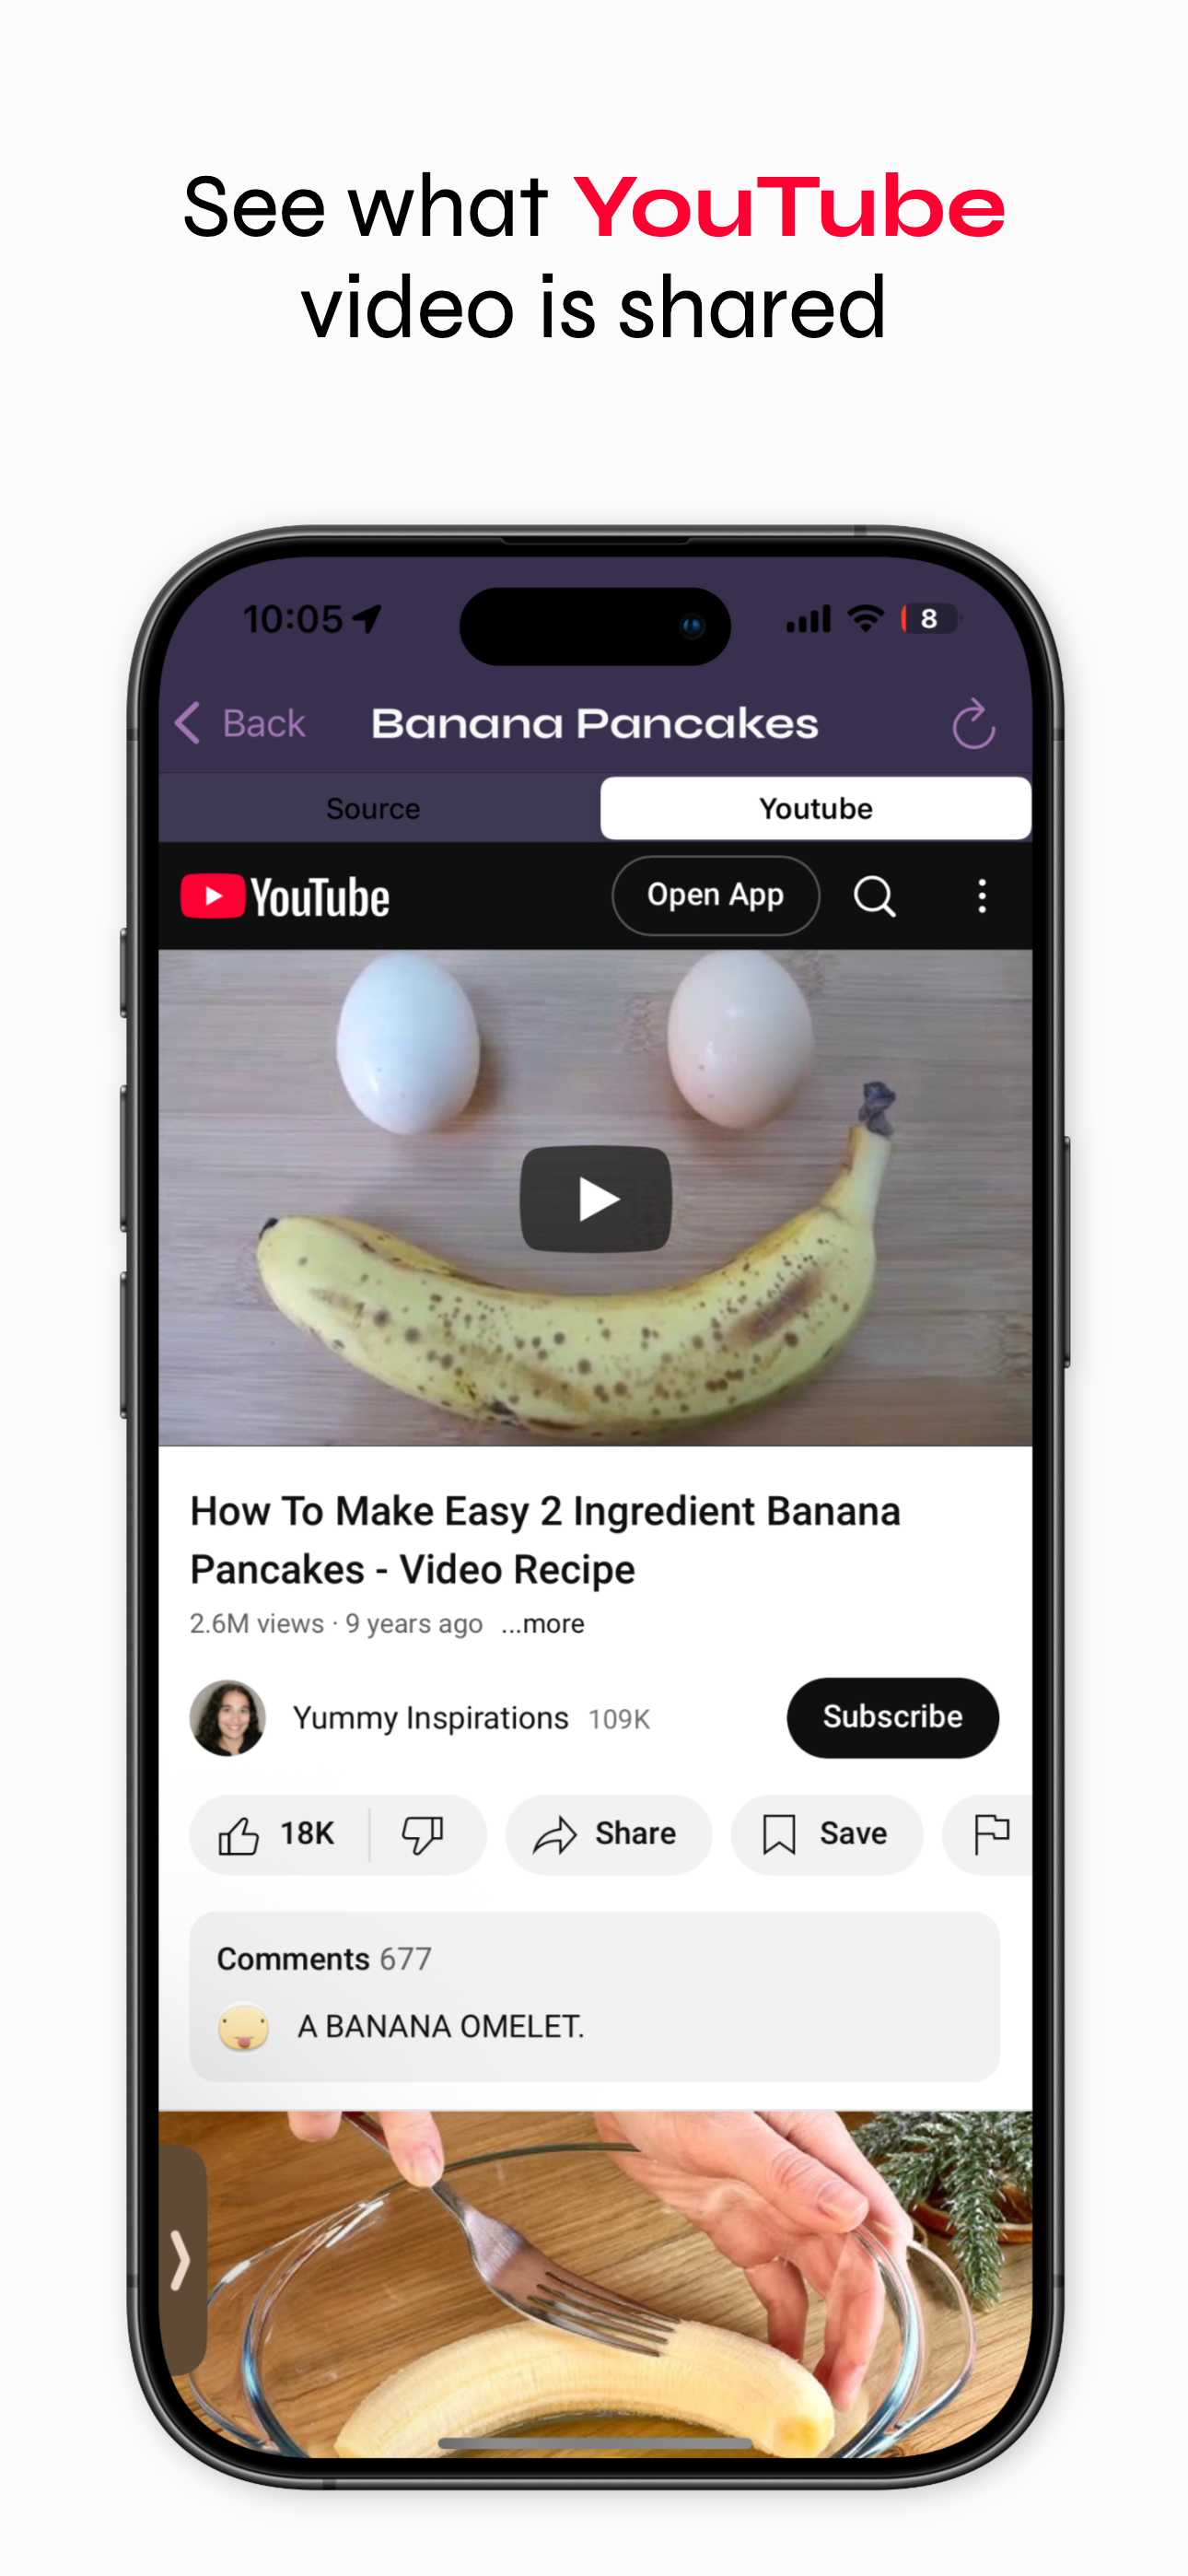 See what YouTube
video is shared
10:05
8
Back
Banana Pancakes
Source
Youtube
YouTube
Open App
How To Make Easy 2 Ingredient Banana
Pancakes - Video Recipe
2.6M views · 9 years ago ...more
Yummy Inspirations 109K
Subscribe
18K
Share
Save
Comments 677
A BANANA OMELET.